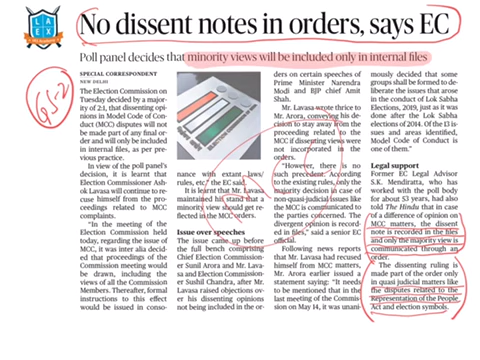 LA
EX
No dissent notes in orders, says EC
Poll panel decides that minority views will be included only in internal files
GS-2
SPECIAL CORRESPONDENT
NEW DELHI
The Election Commission on
Tuesday decided by a majority
of 2:1, that dissenting opinions
in Model Code of Conduct
(MCC) disputes will not
be made part of any final order
and will only be included
in internal files, as per previous
practice.
In view of the poll panel's
decision, it is learnt that
Election Commissioner Ashok
Lavasa will continue to recuse
himself from the proceedings
related to MCC
complaints.
"In the meeting of the
Election Commission held
today, regarding the issue of
MCC, it was inter alia decided
that proceedings of the
Commission meeting would
be drawn, including the
views of all the Commission
Members. Thereafter, formal
instructions to this effect
would be issued in conso-
nance with extant laws/
rules, etc," the EC said.
It is learnt that Mr. Lavasa
maintained his stand that a
minority view should get reflected
in the MCC orders.
Issue over speeches
The issue came up before
the full bench comprising
Chief Election Commissioner
Sunil Arora and Mr. Lavasa
and Election Commissioner
Sushil Chandra, after Mr.
Lavasa raised objections over
his dissenting opinions
not being included in the or-
ders on certain speeches of
Prime Minister Narendra
Modi and BJP chief Amit
Shah.
Mr. Lavasa wrote thrice to
Mr. Arora, conveying his decision
to stay away from the
proceeding related to the
MCC if dissenting views
were not incorporated in the
orders.
"However, there is no
such precedent. According to
the existing rules, only the
majority decision in case of
non-quasi-judicial issues like
the MCC is communicated to
the parties concerned. The
divergent opinion is recorded
in files," said a senior EC
official.
Following news reports
that Mr. Lavasa had recused
himself from MCC matters,
Mr. Arora earlier issued a
statement saying: "It needs
to be mentioned that in the
last meeting of the Commission
on May 14, it was unani-
mously decided that some
groups shall be formed to deliberate
the issues that arose
in the conduct of Lok Sabha
Elections, 2019, just as it was
done after the Lok Sabha
elections of 2014. Of the 13 issues
and areas identified,
Model Code of Conduct is
one of them."
Legal support
Former EC Legal Advisor
S.K. Mendiratta, who has
worked with the poll body
for about 53 years, had also
told The Hindu that in case
of a difference of opinion on
MCC matters, the dissent
note is recorded in the files
and only the majority view is
communicated through an
order.
The dissenting ruling is
made part of the order only
in quasi judicial matters like
the disputes related to the
Representation of the People
Act and election symbols.